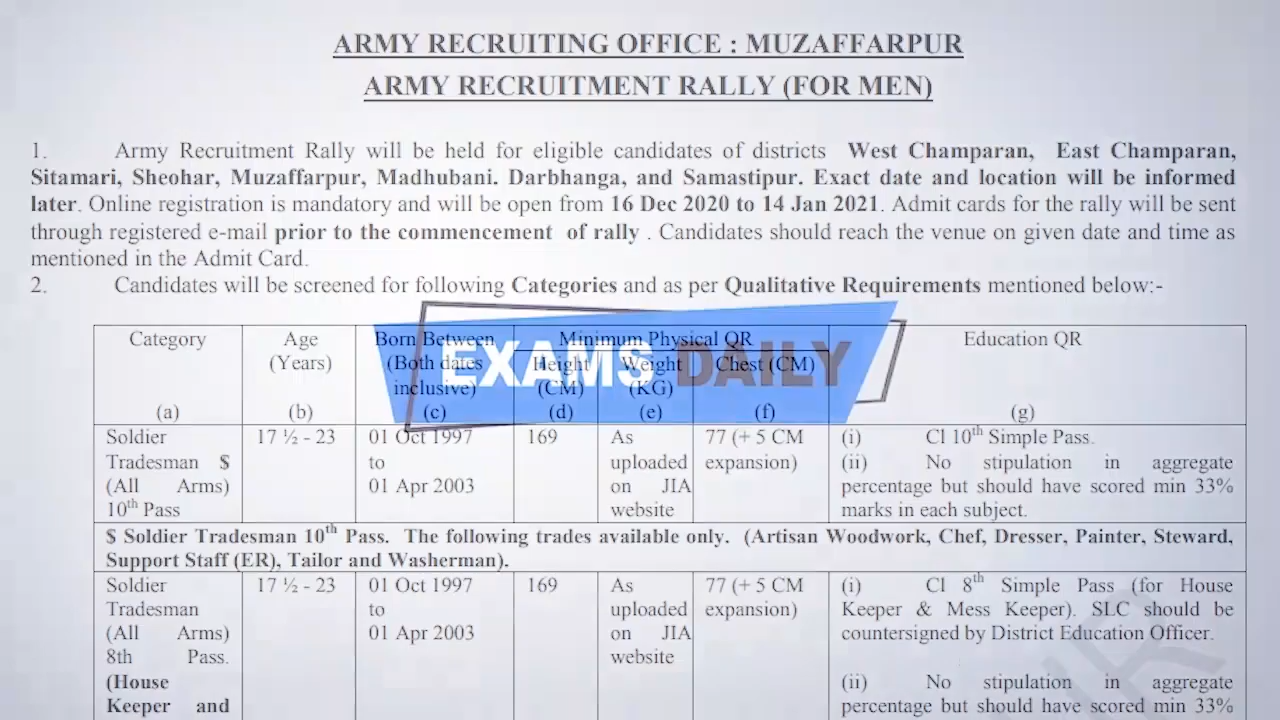 ARMY RECRUITING OFFICE : MUZAFFARPUR
ARMY RECRUITMENT RALLY (FOR MEN)
1. Army Recruitment Rally will be held for eligible candidates of districts West Champaran, East Champaran,
Sitamari, Sheohar, Muzaffarpur, Madhubani. Darbhanga, and Samastipur. Exact date and location will be informed
later. Online registration is mandatory and will be open from 16 Dec 2020 to 14 Jan 2021. Admit cards for the rally will be sent
through registered e-mail prior to the commencement of rally . Candidates should reach the venue on given date and time as
mentioned in the Admit Card.
2. Candidates will be screened for following Categories and as per Qualitative Requirements mentioned below:-
Category
(a)
Age
(Years)
(b)
Born Between
(Both dates
inclusive)
(c)
Minimum Physical QR
Height
(CM)
(d)
Weight
(KG)
(e)
Chest (CM)
(f)
Education QR
(g)
EXAMS DAILY
Soldier
Tradesman $
(All Arms)
10th Pass
17 ½ - 23
01 Oct 1997
to
01 Apr 2003
169
As
uploaded
on JIA
website
77 (+ 5 CM
expansion)
(i) Cl 10th Simple Pass.
(ii) No stipulation in aggregate
percentage but should have scored min 33%
marks in each subject.
$ Soldier Tradesman 10th Pass. The following trades available only. (Artisan Woodwork, Chef, Dresser, Painter, Steward,
Support Staff (ER), Tailor and Washerman).
Soldier
Tradesman
(All Arms)
8th Pass.
(House
Keeper and
17 ½ - 23
01 Oct 1997
to
01 Apr 2003
169
As
uploaded
on JIA
website
77 (+ 5 CM
expansion)
(i) Cl 8th Simple Pass (for House
Keeper & Mess Keeper). SLC should be
countersigned by District Education Officer.
(ii) No stipulation in aggregate
percentage but should have scored min 33%